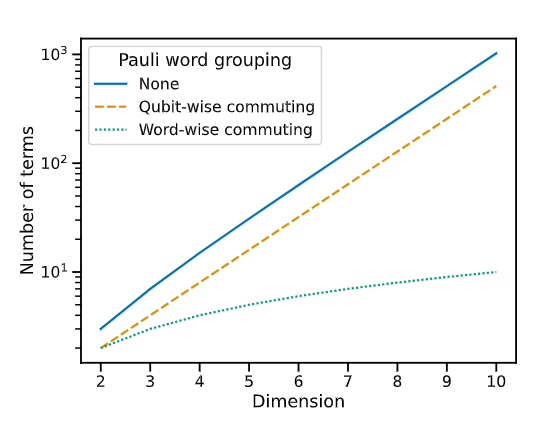 Pauli word grouping
None
Qubit-wise commuting
Word-wise commuting
Number of terms
10³
10²
10¹
2 3 4 5 6 7 8 9 10
Dimension